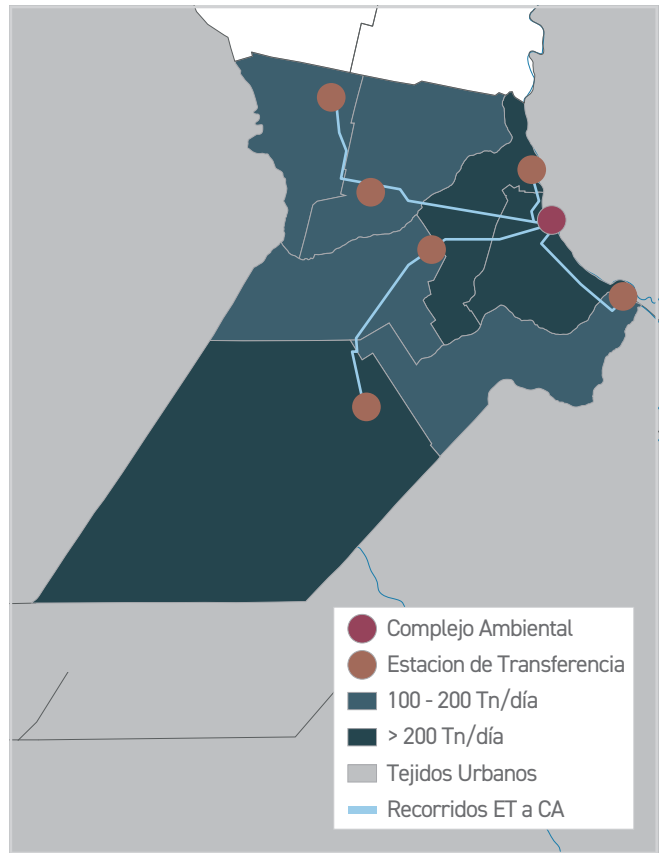 Complejo Ambiental
Estacion de Transferencia
100 - 200 Tn/día
> 200 Tn/día
Tejidos Urbanos
Recorridos ET a CA